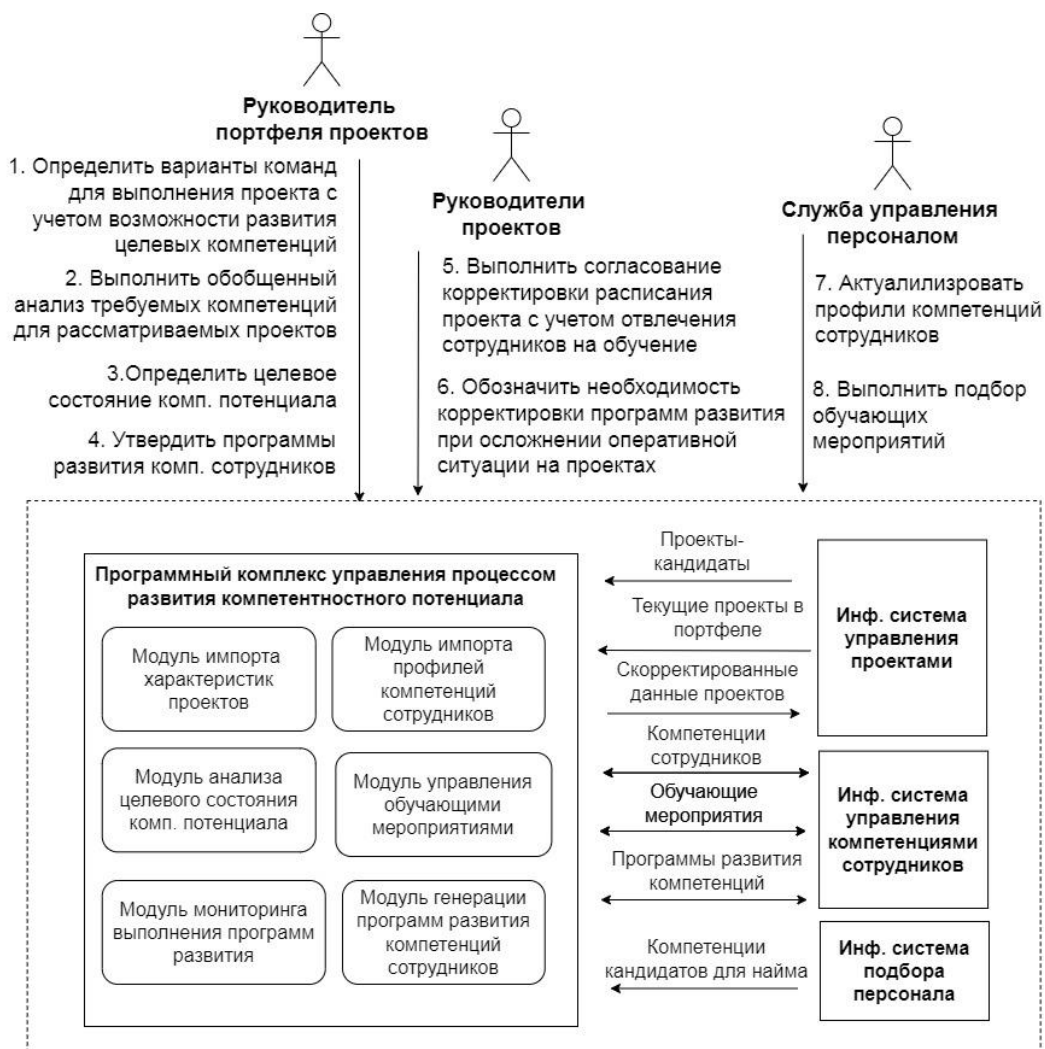 Руководитель
портфеля проектов
1. Определить варианты команд
для выполнения проекта с
учетом возможности развития
целевых компетенций
2. Выполнить обобщенный
анализ требуемых компетенций
для рассматриваемых проектов
3.Определить целевое
состояние комп. потенциала
4. Утвердить программы
развития комп. сотрудников
Руководители
проектов
5. Выполнить согласование
корректировки расписания
проекта с учетом отвлечения
сотрудников на обучение
6. Обозначить необходимость
корректировки программ развития
при осложнении оперативной
ситуации на проектах
Служба управления
персоналом
7. Актуалилизровать
профили компетенций
сотрудников
8. Выполнить подбор
обучающих
мероприятий
Программный комплекс управления процессом
развития компетентностного потенциала
Модуль импорта
характеристик
проектов
Модуль импорта
профилей
компетенций
сотрудников
Модуль анализа
целевого состояния
комп. потенциала
Модуль управления
обучающими
мероприятиями
Модуль мониторинга
выполнения программ
развития
Модуль генерации
программ развития
компетенций
сотрудников
Проекты-
кандидаты
Текущие проекты в
портфеле
Скорректированные
данные проектов
Компетенции
сотрудников
Обучающие
мероприятия
Программы развития
компетенций
Компетенции
кандидатов для найма
Инф. система
управления
проектами
Инф. система
управления
компетенциями
сотрудников
Инф. система
подбора
персонала